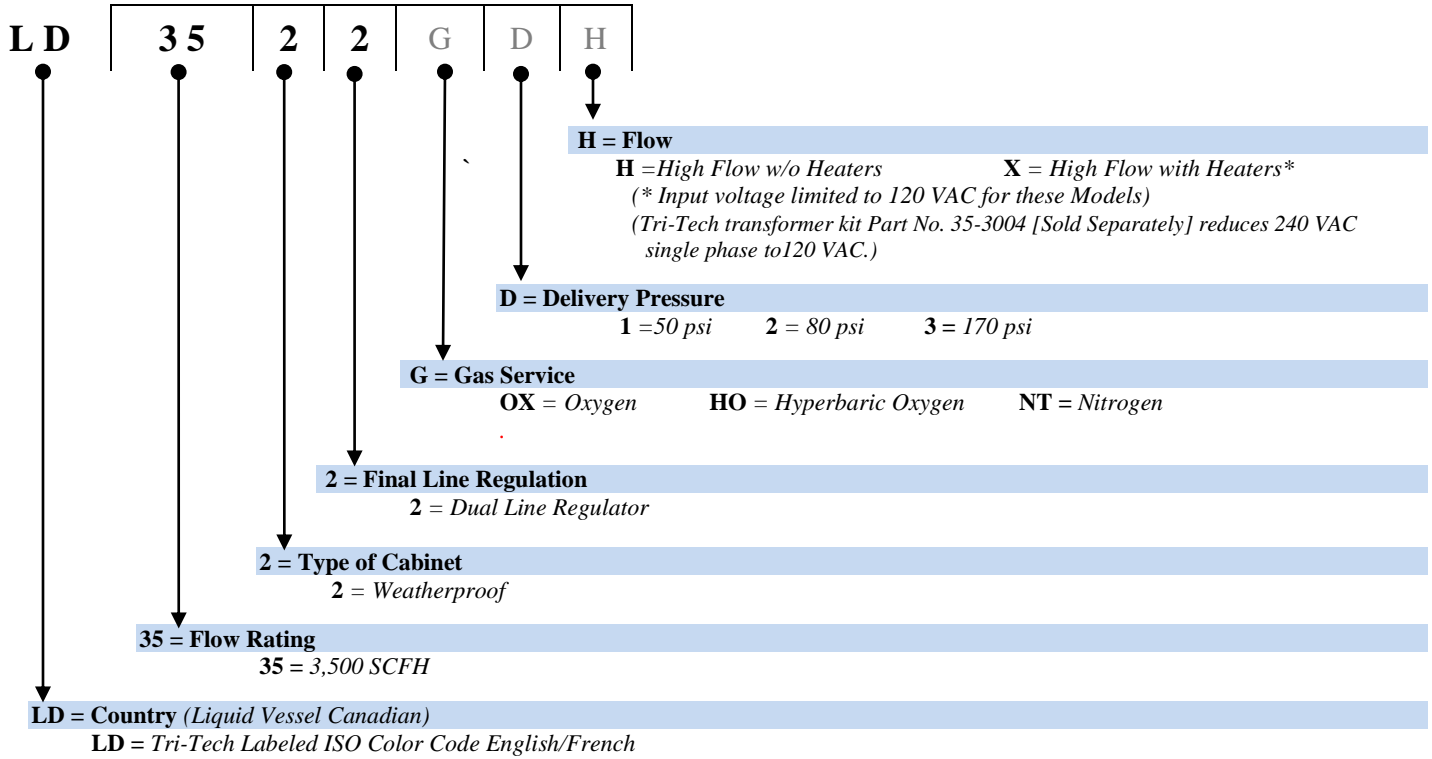 LD 35 2 2 G D H
H = Flow
H =High Flow w/o Heaters X = High Flow with Heaters*
(* Input voltage limited to 120 VAC for these Models)
(Tri-Tech transformer kit Part No. 35-3004 [Sold Separately] reduces 240 VAC
single phase to120 VAC.)
`
D = Delivery Pressure
1 =50 psi 2 = 80 psi 3 = 170 psi
G = Gas Service
OX = Oxygen HO = Hyperbaric Oxygen NT = Nitrogen
.
2 = Final Line Regulation
2 = Dual Line Regulator
2 = Type of Cabinet
2 = Weatherproof
35 = Flow Rating
35 = 3,500 SCFH
LD = Country (Liquid Vessel Canadian)
LD = Tri-Tech Labeled ISO Color Code English/French